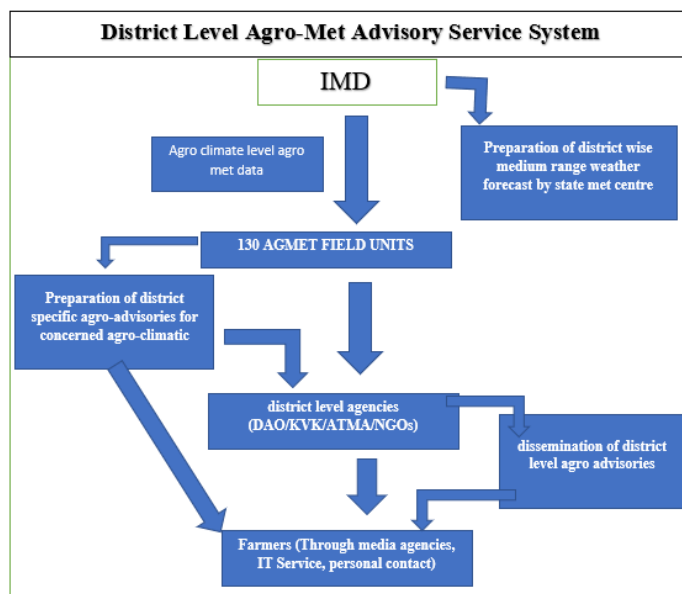 District Level Agro-Met Advisory Service System
IMD
Agro climate level agro
met data
Preparation of district wise
medium range weather
forecast by state met centre
130 AGMET FIELD UNITS
Preparation of district
specific agro-advisories for
concerned agro-climatic
district level agencies
(DAO/KVK/ATMA/NGOs)
dissemination of district
level agro advisories
Farmers (Through media agencies,
IT Service, personal contact)